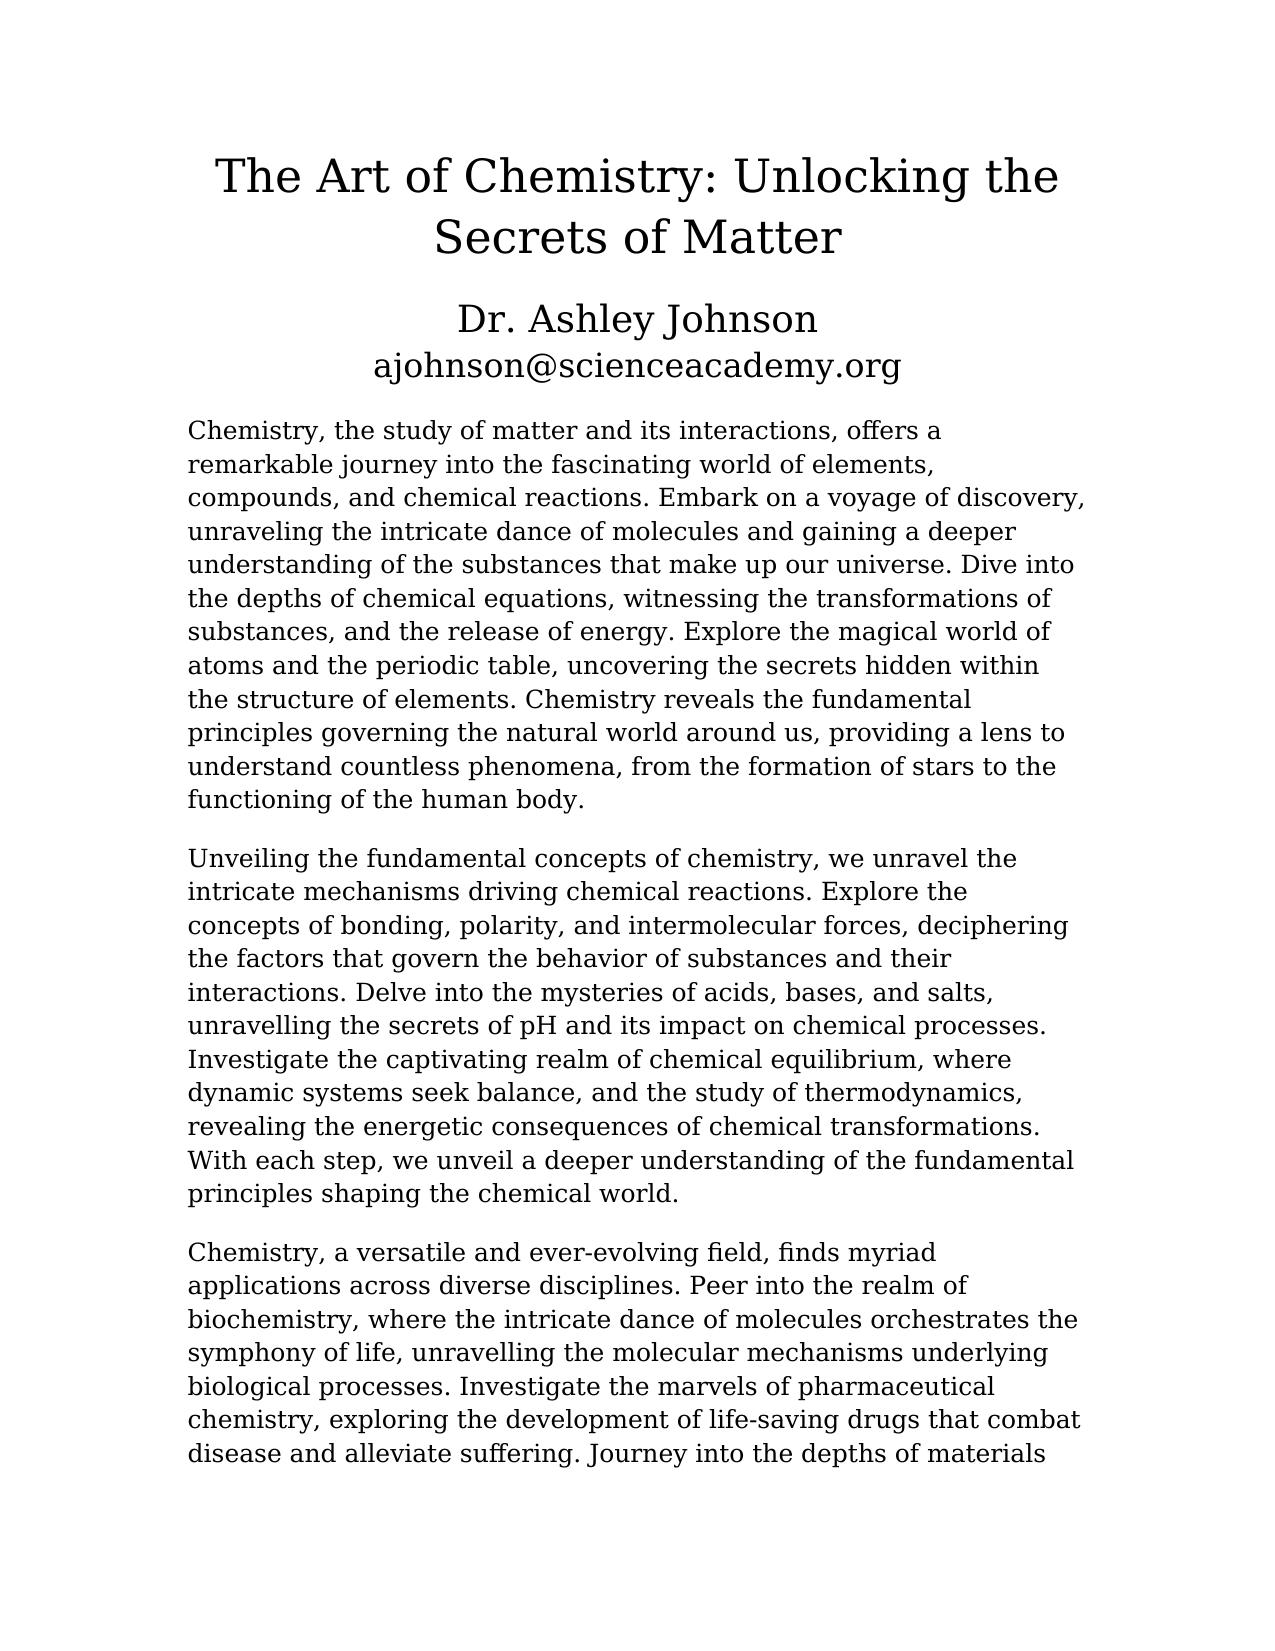 The Art of Chemistry: Unlocking the
Secrets of Matter
Dr. Ashley Johnson
ajohnson@scienceacademy.org
Chemistry, the study of matter and its interactions, offers a
remarkable journey into the fascinating world of elements,
compounds, and chemical reactions. Embark on a voyage of discovery,
unraveling the intricate dance of molecules and gaining a deeper
understanding of the substances that make up our universe. Dive into
the depths of chemical equations, witnessing the transformations of
substances, and the release of energy. Explore the magical world of
atoms and the periodic table, uncovering the secrets hidden within
the structure of elements. Chemistry reveals the fundamental
principles governing the natural world around us, providing a lens to
understand countless phenomena, from the formation of stars to the
functioning of the human body.
Unveiling the fundamental concepts of chemistry, we unravel the
intricate mechanisms driving chemical reactions. Explore the
concepts of bonding, polarity, and intermolecular forces, deciphering
the factors that govern the behavior of substances and their
interactions. Delve into the mysteries of acids, bases, and salts,
unravelling the secrets of pH and its impact on chemical processes.
Investigate the captivating realm of chemical equilibrium, where
dynamic systems seek balance, and the study of thermodynamics,
revealing the energetic consequences of chemical transformations.
With each step, we unveil a deeper understanding of the fundamental
principles shaping the chemical world.
Chemistry, a versatile and ever-evolving field, finds myriad
applications across diverse disciplines. Peer into the realm of
biochemistry, where the intricate dance of molecules orchestrates the
symphony of life, unravelling the molecular mechanisms underlying
biological processes. Investigate the marvels of pharmaceutical
chemistry, exploring the development of life-saving drugs that combat
disease and alleviate suffering. Journey into the depths of materials